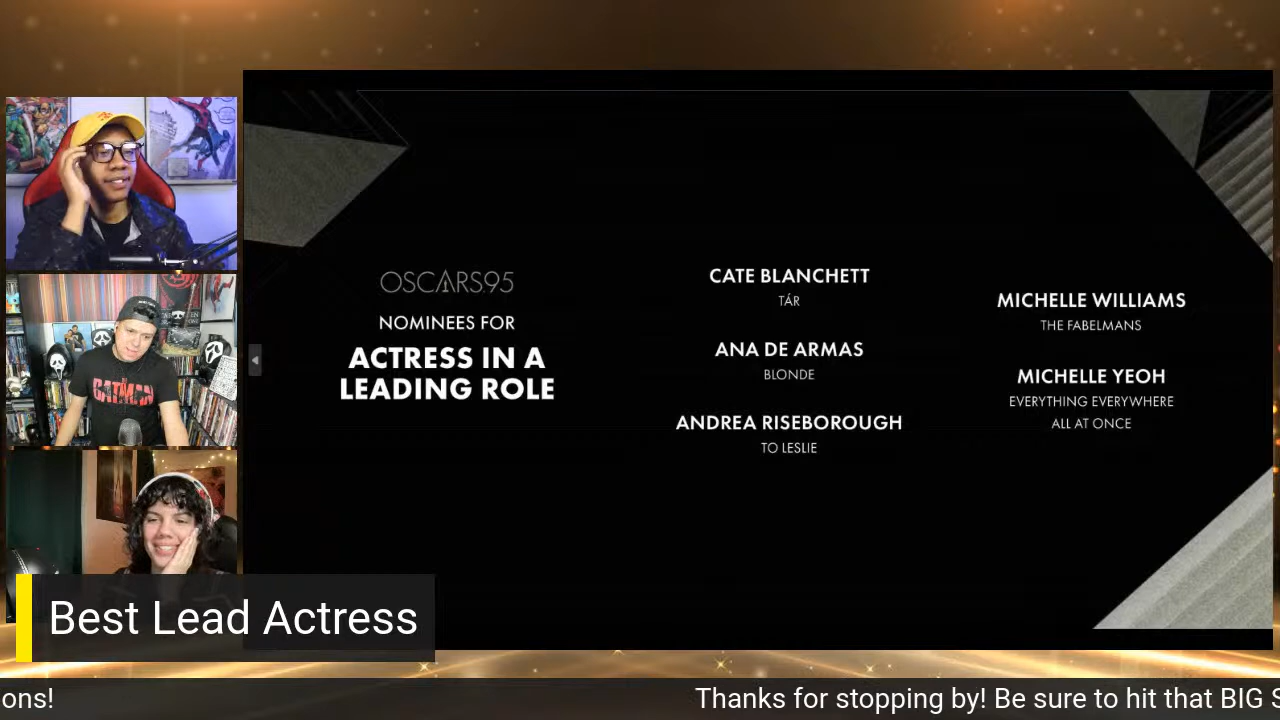 OSCARS95
NOMINEES FOR
ACTRESS IN A
LEADING ROLE
CATE BLANCHETT
TÁR
ANA DE ARMAS
BLONDE
ANDREA RISEBOROUGH
TO LESLIE
MICHELLE WILLIAMS
THE FABELMANS
MICHELLE YEOH
EVERYTHING EVERYWHERE
ALL AT ONCE
CATMAN
Best Lead Actress
ons!
Thanks for stopping by! Be sure to hit that BIG S